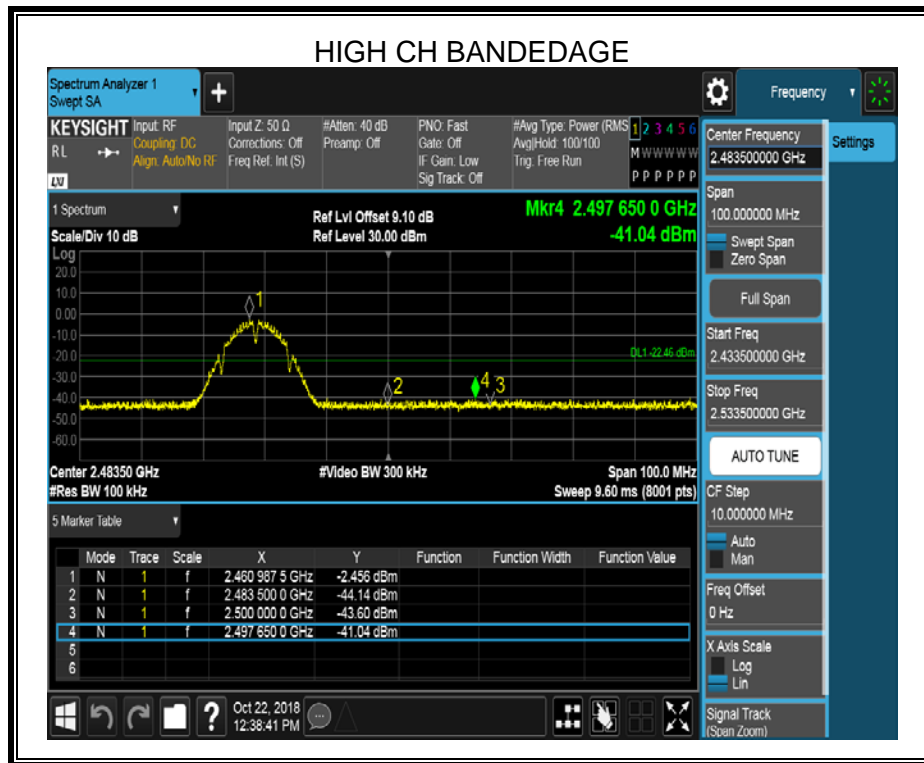 HIGH CH BANDEDAGE
Spectrum Analyzer 1
Swept SA
Frequency
KEYSIGHT
RL
LXI
Input: RF
Coupling: DC
Align: Auto/No RF
Input Z: 50 Ω
Corrections: Off
Freq Ref: Int (S)
#Atten: 40 dB
Preamp: Off
PNO: Fast
Gate: Off
IF Gain: Low
Sig Track: Off
#Avg Type: Power (RMS
Avg|Hold: 100/100
Trig: Free Run
1 2 3 4 5 6
M W W W W W
P P P P P P
1 Spectrum
Scale/Div 10 dB
Ref Lvl Offset 9.10 dB
Ref Level 30.00 dBm
Mkr4 2.497 650 0 GHz
-41.04 dBm
Log
20.0
10.0
0.00
-10.0
-20.0
-30.0
-40.0
-50.0
-60.0
1
2
4
3
DL1 -22.46 dBm
Center 2.48350 GHz
#Video BW 300 kHz
Span 100.0 MHz
#Res BW 100 kHz
Sweep 9.60 ms (8001 pts)
5 Marker Table
Mode Trace Scale X Y Function Function Width Function Value
1 N 1 f 2.460 987 5 GHz -2.456 dBm
2 N 1 f 2.483 500 0 GHz -44.14 dBm
3 N 1 f 2.500 000 0 GHz -43.60 dBm
4 N 1 f 2.497 650 0 GHz -41.04 dBm
5
6
?
Oct 22, 2018
12:38:41 PM
Center Frequency
2.483500000 GHz
Settings
Span
100.000000 MHz
Swept Span
Zero Span
Full Span
Start Freq
2.433500000 GHz
Stop Freq
2.533500000 GHz
AUTO TUNE
CF Step
10.000000 MHz
Auto
Man
Freq Offset
0 Hz
X Axis Scale
Log
Lin
Signal Track
(Span Zoom)